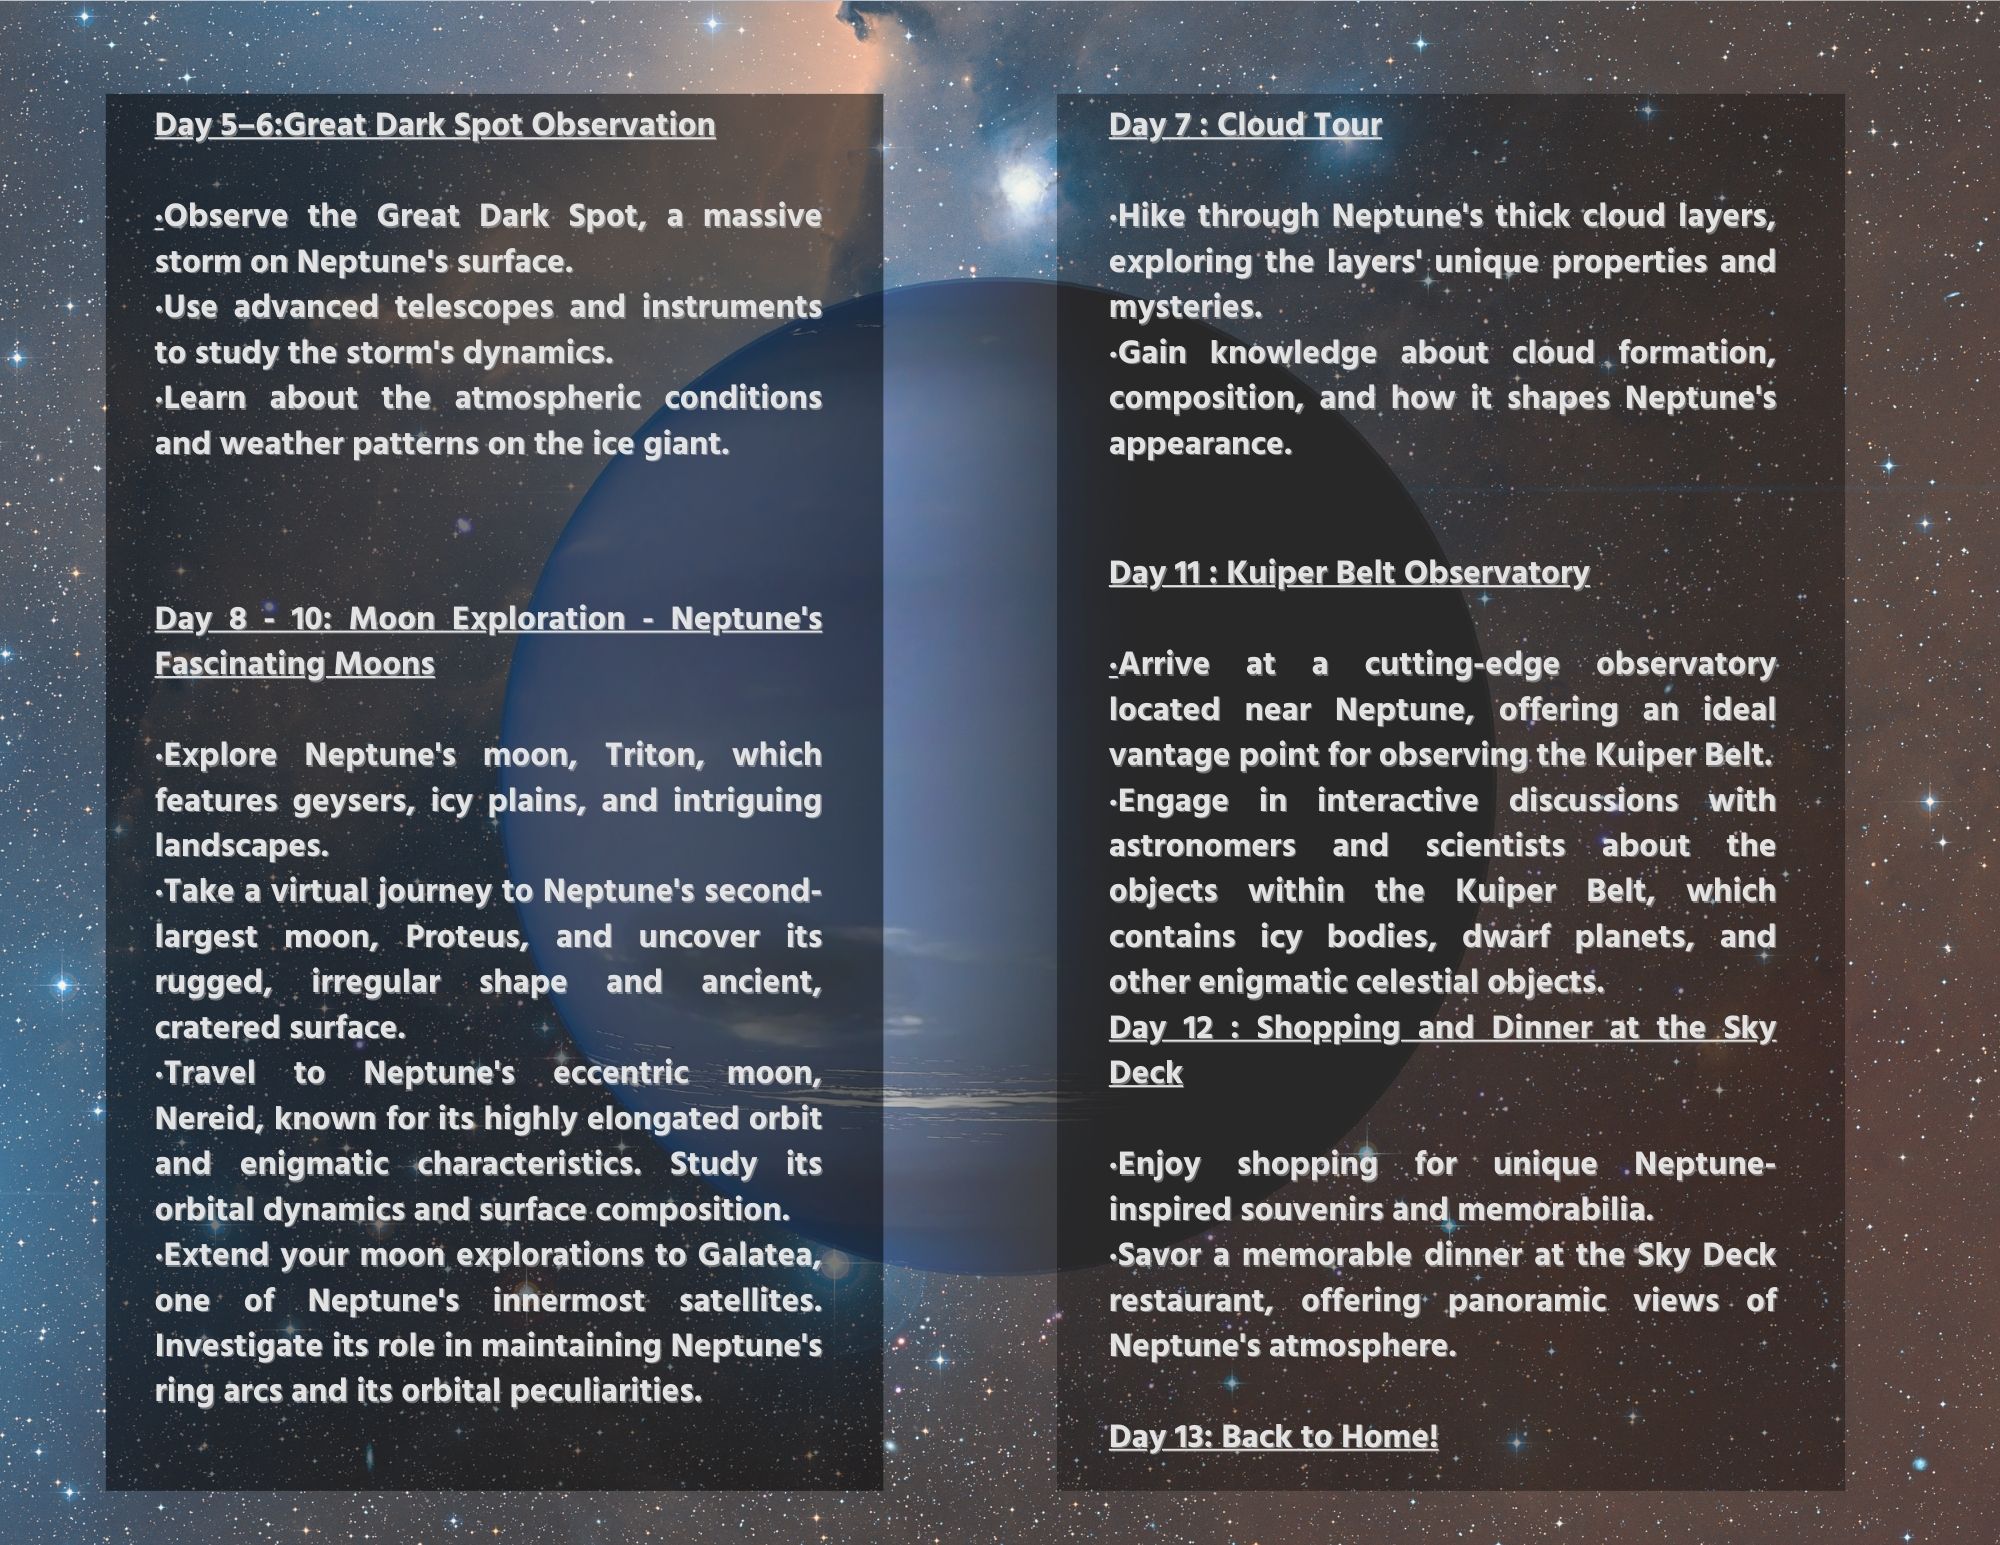 Day 5–6:Great Dark Spot Observation
·Observe the Great Dark Spot, a massive
storm on Neptune's surface.
·Use advanced telescopes and instruments
to study the storm's dynamics.
·Learn about the atmospheric conditions
and weather patterns on the ice giant.
Day 8 - 10: Moon Exploration - Neptune's
Fascinating Moons
·Explore Neptune's moon, Triton, which
features geysers, icy plains, and intriguing
landscapes.
·Take a virtual journey to Neptune's second-
largest moon, Proteus, and uncover its
rugged, irregular shape and ancient,
cratered surface.
·Travel to Neptune's eccentric moon,
Nereid, known for its highly elongated orbit
and enigmatic characteristics. Study its
orbital dynamics and surface composition.
·Extend your moon explorations to Galatea,
one of Neptune's innermost satellites.
Investigate its role in maintaining Neptune's
ring arcs and its orbital peculiarities.
Day 7 : Cloud Tour
·Hike through Neptune's thick cloud layers,
exploring the layers' unique properties and
mysteries.
·Gain knowledge about cloud formation,
composition, and how it shapes Neptune's
appearance.
Day 11 : Kuiper Belt Observatory
·Arrive at a cutting-edge observatory
located near Neptune, offering an ideal
vantage point for observing the Kuiper Belt.
·Engage in interactive discussions with
astronomers and scientists about the
objects within the Kuiper Belt, which
contains icy bodies, dwarf planets, and
other enigmatic celestial objects.
Day 12 : Shopping and Dinner at the Sky
Deck
·Enjoy shopping for unique Neptune-
inspired souvenirs and memorabilia.
·Savor a memorable dinner at the Sky Deck
restaurant, offering panoramic views of
Neptune's atmosphere.
Day 13: Back to Home!